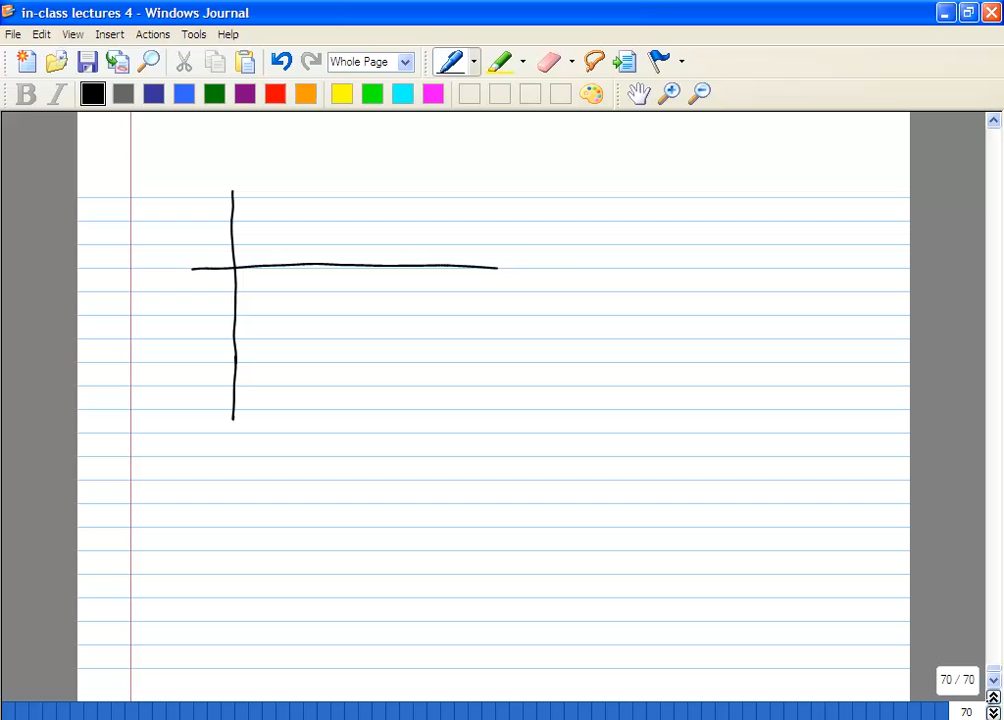 in-class lectures 4 - Windows Journal
File Edit View Insert Actions Tools Help
Whole Page
B I
70 / 70
70